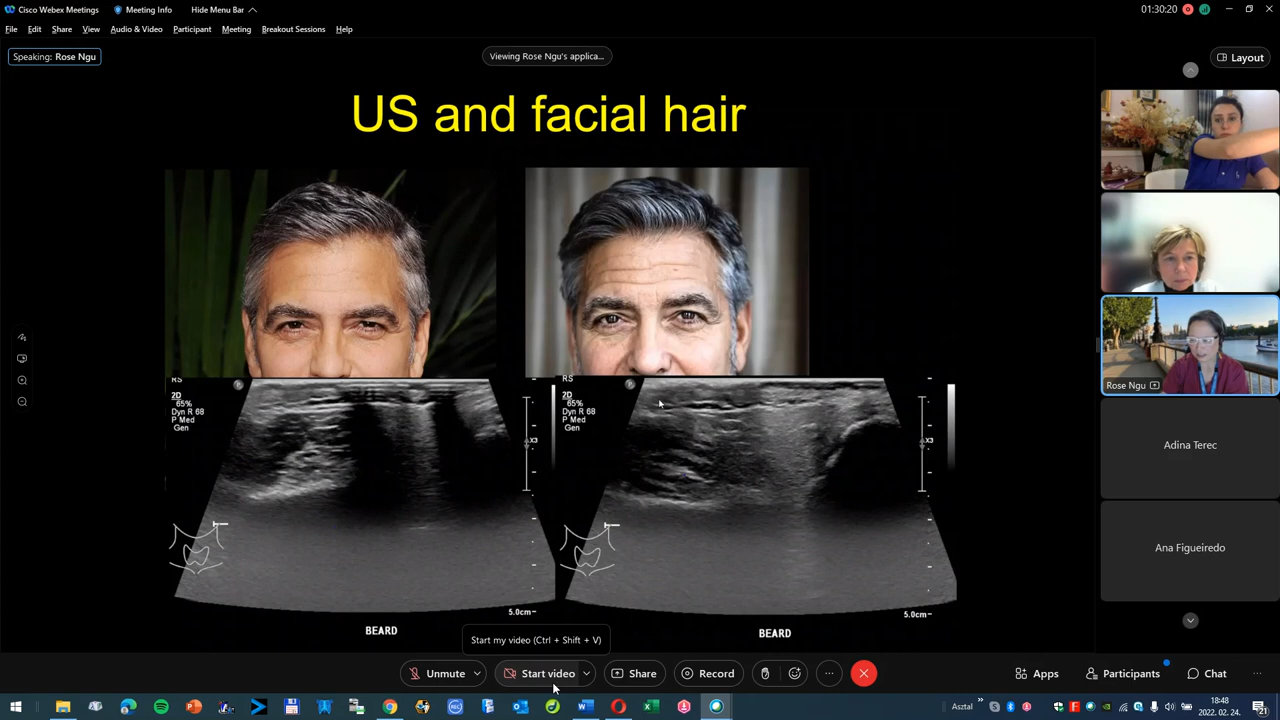 Cisco Webex Meetings
Meeting Info
Hide Menu Bar
01:30:20
File Edit Share View Audio & Video Participant Meeting Breakout Sessions Help
Speaking: Rose Ngu
Viewing Rose Ngu's applica...
Layout
US and facial hair
RS
2D
65%
Dyn R 68
P Med
Gen
X3
5.0cm
BEARD
RS
2D
65%
Dyn R 68
P Med
Gen
X3
5.0cm
BEARD
Rose Ngu
Adina Terec
Ana Figueiredo
Start my video (Ctrl + Shift + V)
Unmute
Start video
Share
Record
Apps
Participants
Chat
Asztal
18:48
2022. 02. 24.